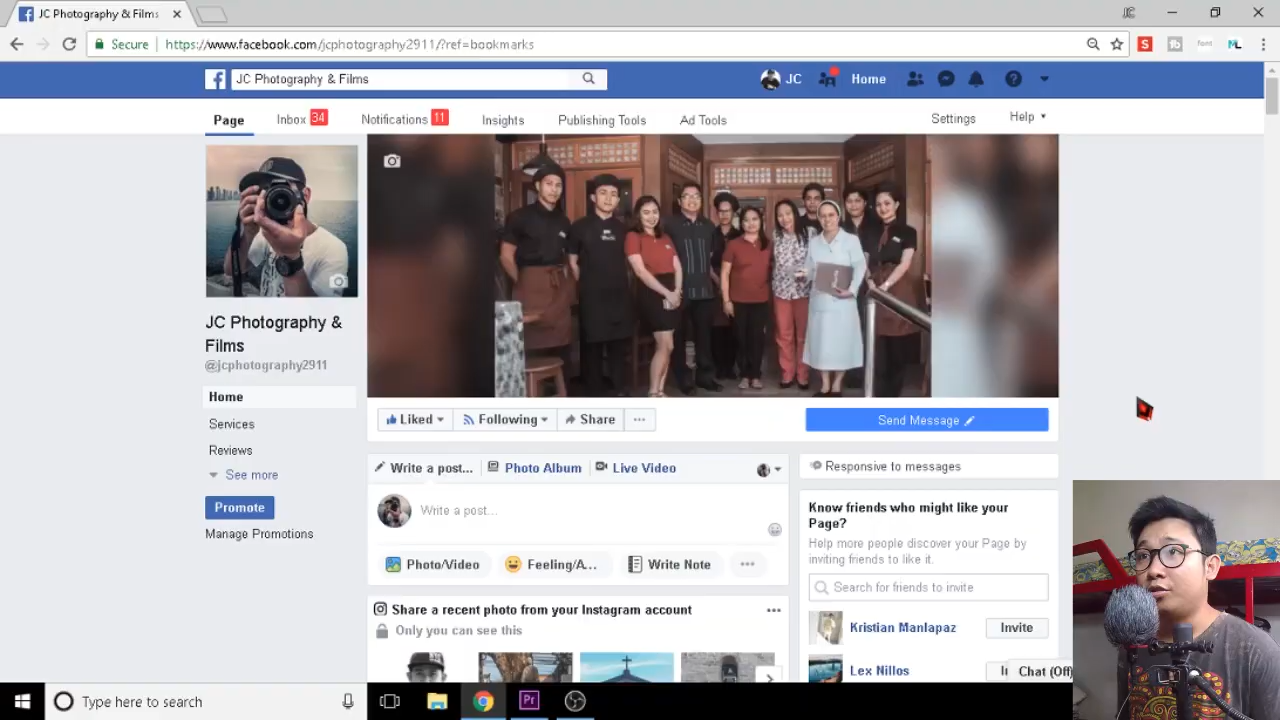 JC Photography & Films
Secure
https://www.facebook.com/jcphotography2911/?ref=bookmarks
JC Photography & Films
JC
Home
Page
Inbox 34
Notifications 11
Insights
Publishing Tools
Ad Tools
Settings
Help
JC Photography &
Films
@jcphotography2911
Home
Services
Reviews
See more
Promote
Manage Promotions
Liked
Following
Share
Send Message
Write a post...
Photo Album
Live Video
Write a post...
Photo/Video
Feeling/A...
Write Note
Share a recent photo from your Instagram account
Only you can see this
Responsive to messages
Know friends who might like your
Page?
Help more people discover your Page by
inviting friends to like it.
Search for friends to invite
Kristian Manlapaz
Invite
Lex Nillos
Chat (Off)
Type here to search
Pr